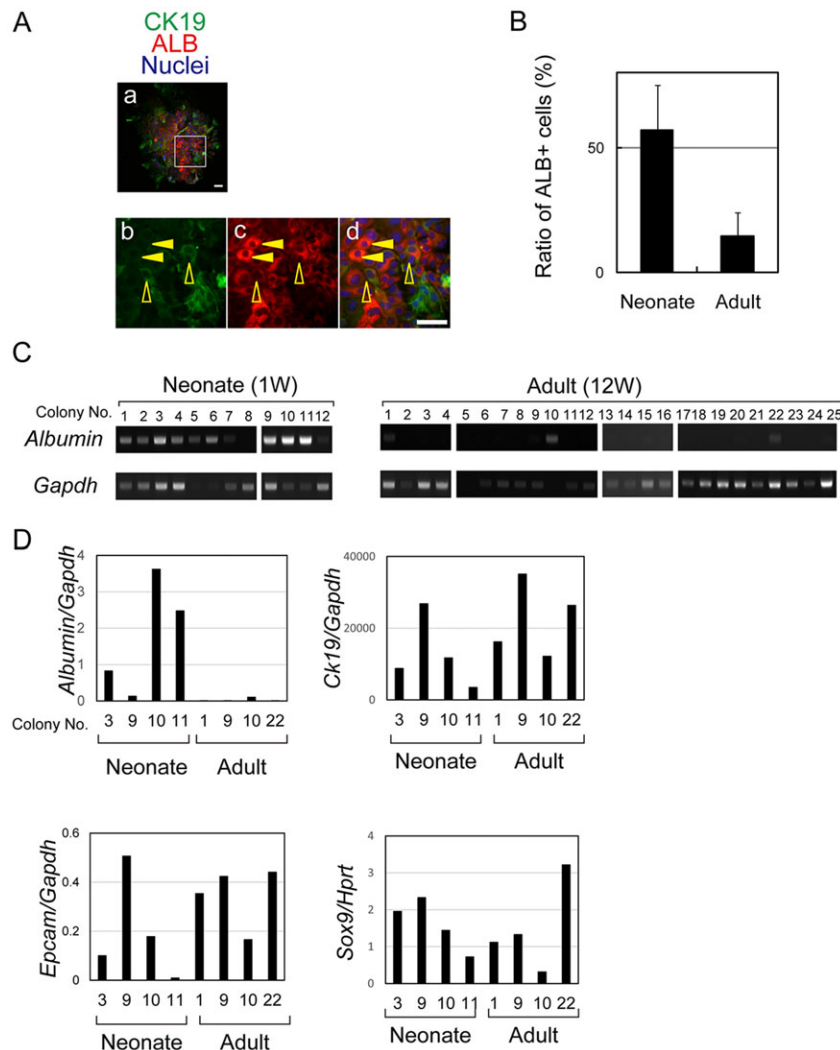 A
CK19
ALB
Nuclei
a
b
c
d
B
Ratio of ALB+ cells (%)
50
0
Neonate
Adult
C
Neonate (1W)
Adult (12W)
Colony No.
1 2 3 4 5 6 7 8 9 10 11 12
1 2 3 4 5 6 7 8 9 10 11 12 13 14 15 16 17 18 19 20 21 22 23 24 25
Albumin
Gapdh
D
Albumin/Gapdh
4
3
2
1
0
Colony No.
3 9 10 11 1 9 10 22
Neonate
Adult
Ck19/Gapdh
40000
20000
0
3 9 10 11 1 9 10 22
Neonate
Adult
Epcam/Gapdh
0.6
0.4
0.2
0
3 9 10 11 1 9 10 22
Neonate
Adult
Sox9/Hprt
4
3
2
1
0
3 9 10 11 1 9 10 22
Neonate
Adult